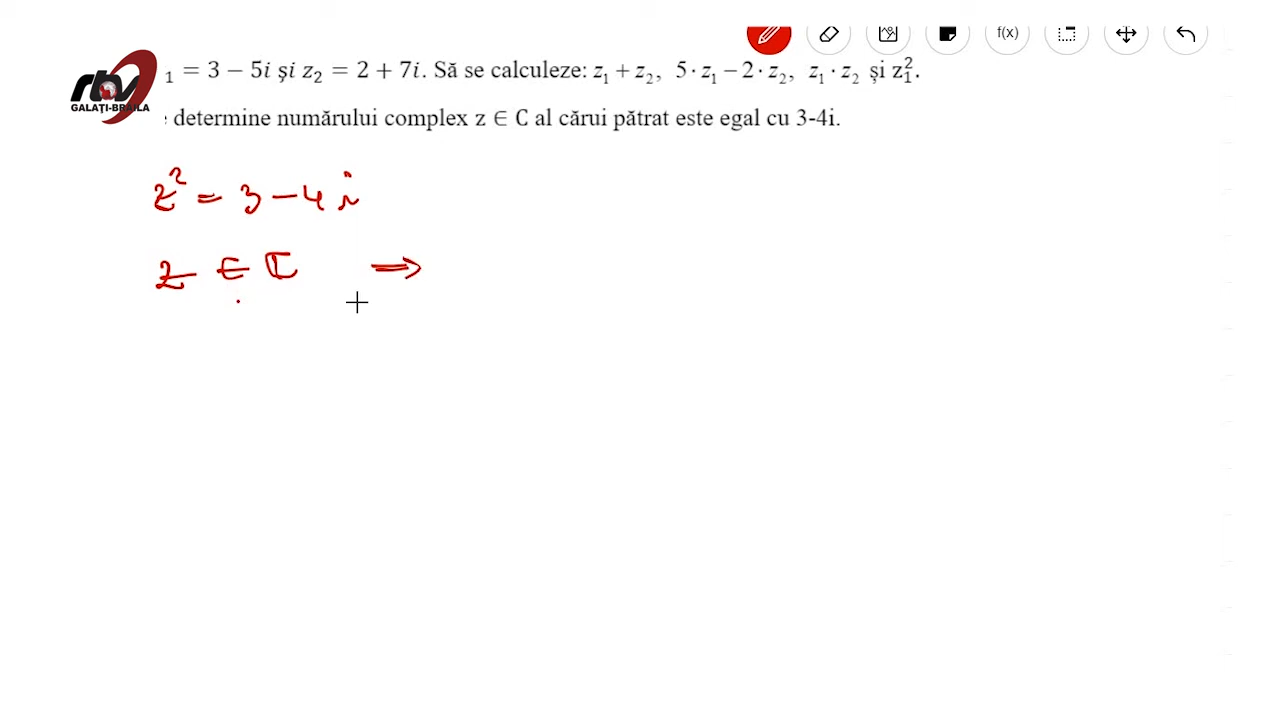 f(x)
rtv
GALAȚI-BRĂILA
₁ = 3 − 5i și z₂ = 2 + 7i. Să se calculeze: z₁ + z₂, 5·z₁ − 2·z₂, z₁·z₂ și z₁².
determine numărului complex z ∈ C al cărui pătrat este egal cu 3-4i.
z² = 3 − 4i
z ∈ ℂ ⇒